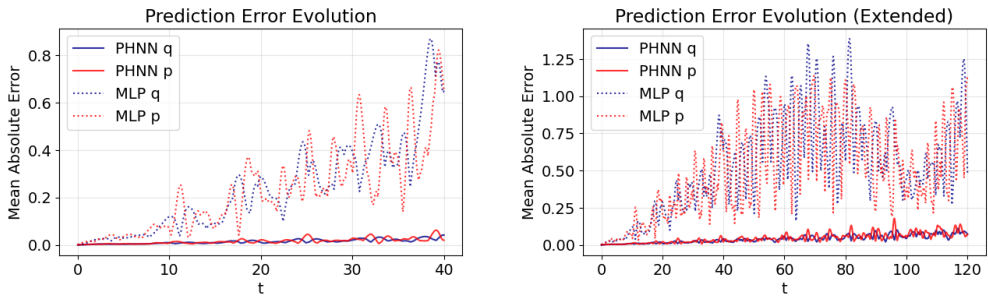 Prediction Error Evolution
Mean Absolute Error
0.8
0.6
0.4
0.2
0.0
PHNN q
PHNN p
MLP q
MLP p
0 10 20 30 40
t
Prediction Error Evolution (Extended)
Mean Absolute Error
1.25
1.00
0.75
0.50
0.25
0.00
PHNN q
PHNN p
MLP q
MLP p
0 20 40 60 80 100 120
t